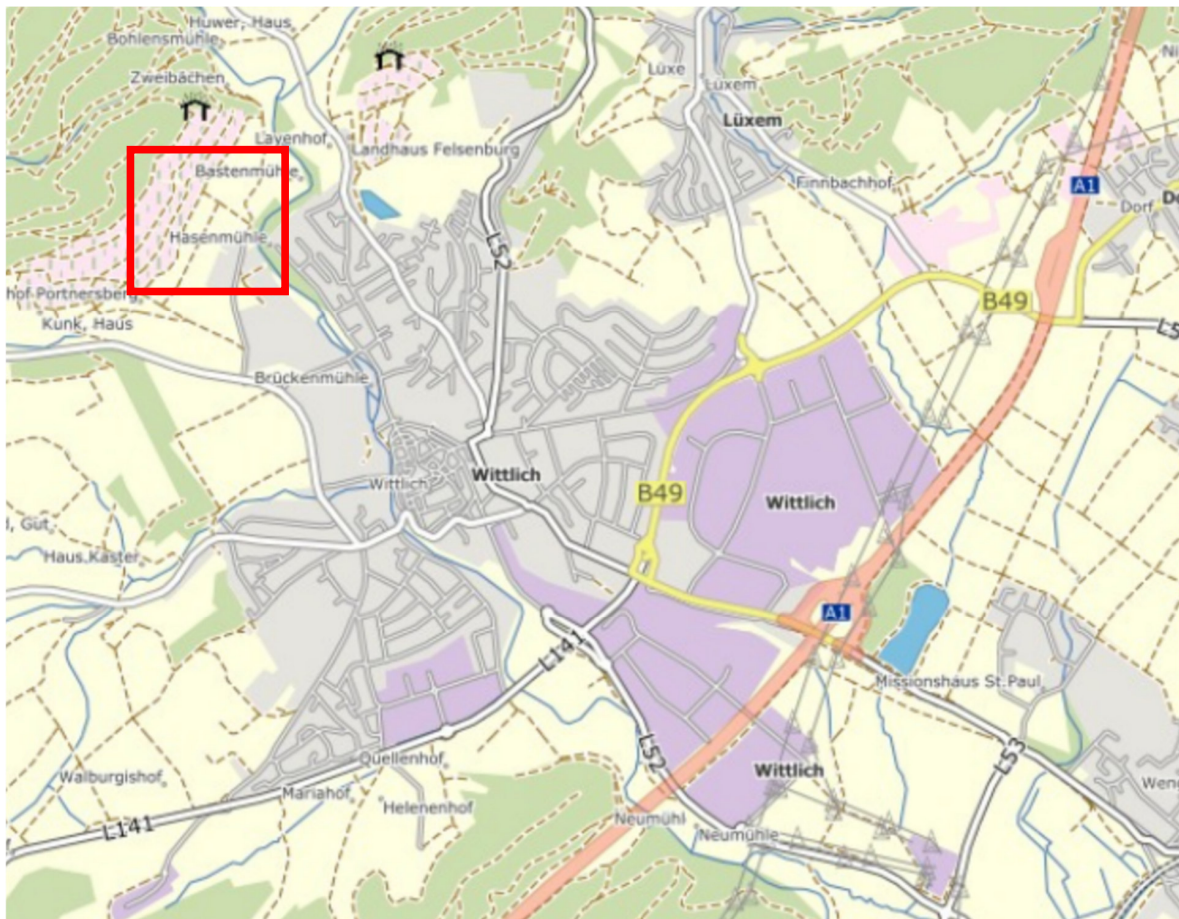 Huwer, Haus
Bohlensmühle
Zweibächen
Lüxe
Lüxem
Lüxem
Layenhof
Landhaus Felsenburg
Bastenmühle
Finnbachhof
A1
Dorf
Hasenmühle
L52
hof Portnersberg
B49
Kunk, Haus
Brückenmühle
Wittlich
Wittlich
B49
Wittlich
d, Gut
Haus Kaster
A1
L141
Missionshaus St.Paul
L52
L53
Quellenhof
Wittlich
Walburgishof
Mariahof
Helenenhof
Neumühl
Neumühle
L141